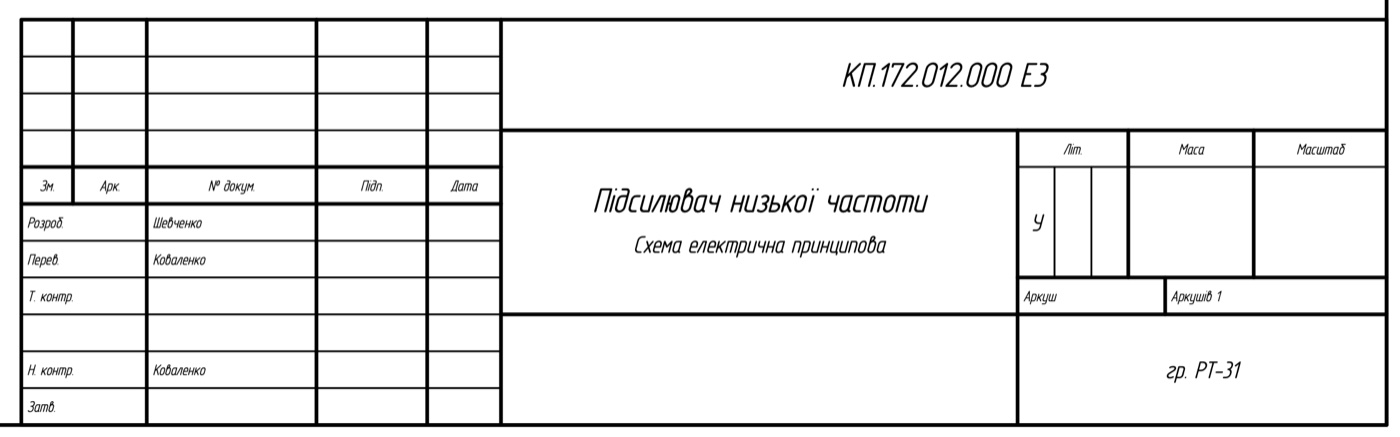 КП.172.012.000 Е3
Літ.
Маса
Масштаб
Зм.
Арк.
№ докум.
Підп.
Дата
Підсилювач низької частоти
Схема електрична принципова
У
Розроб.
Шевченко
Перев.
Коваленко
Т. контр.
Аркуш
Аркушів 1
Н. контр.
Коваленко
гр. РТ-31
Затв.